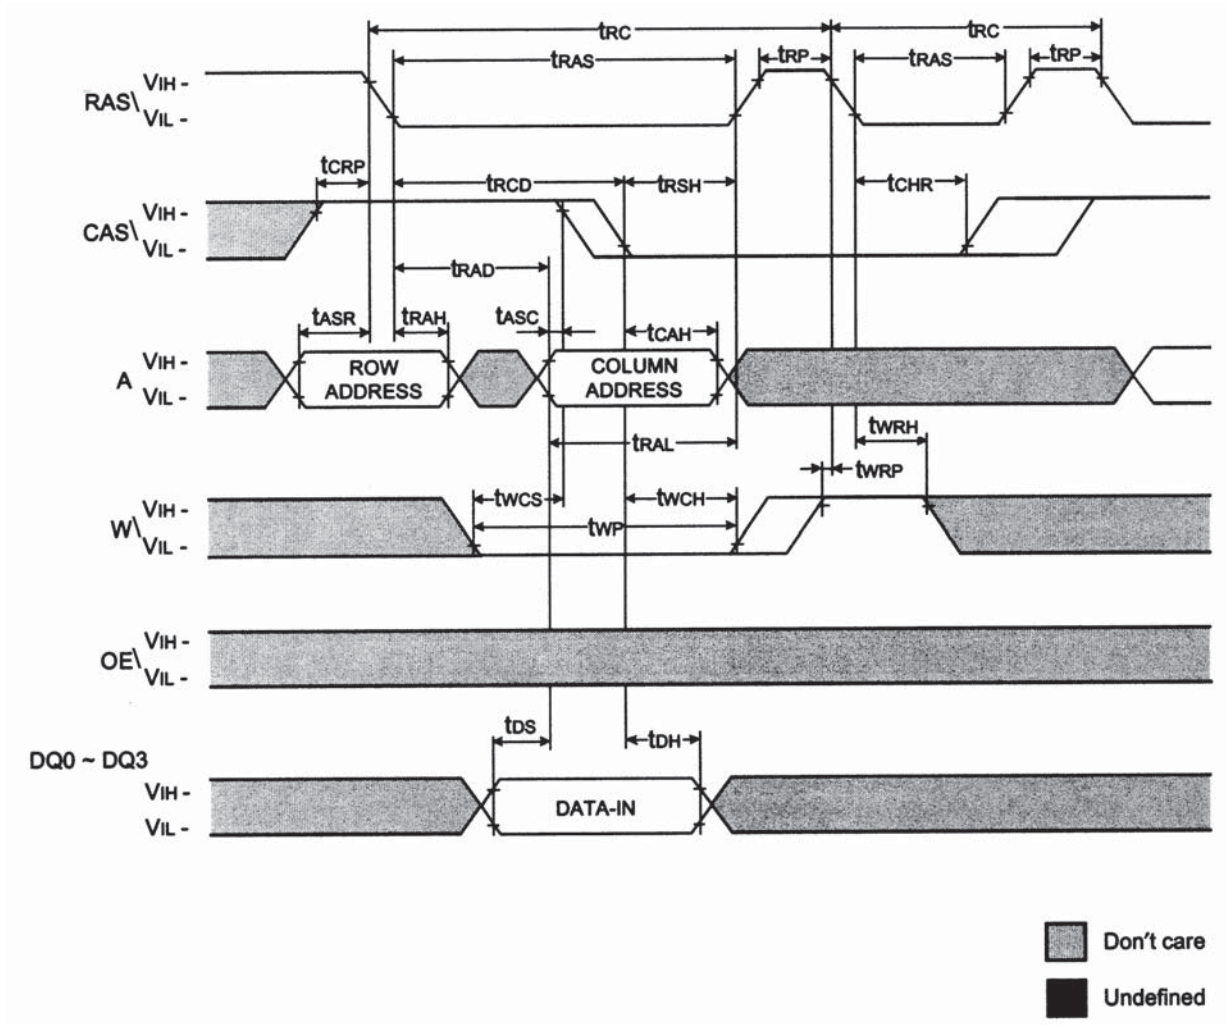 tRC tRC
tRAS tRP tRAS tRP
RAS\ VIH -
VIL -
tCRP tRCD tRSH tCHR
CAS\ VIH -
VIL -
tRAD
tASR tRAH tASC tCAH
A VIH -
VIL -
ROW
ADDRESS
COLUMN
ADDRESS
tRAL tWRH
tWRP
tWCS tWCH
W\ VIH -
VIL -
tWP
OE\ VIH -
VIL -
tDS tDH
DQ0 ~ DQ3
VIH -
VIL -
DATA-IN
Don't care
Undefined